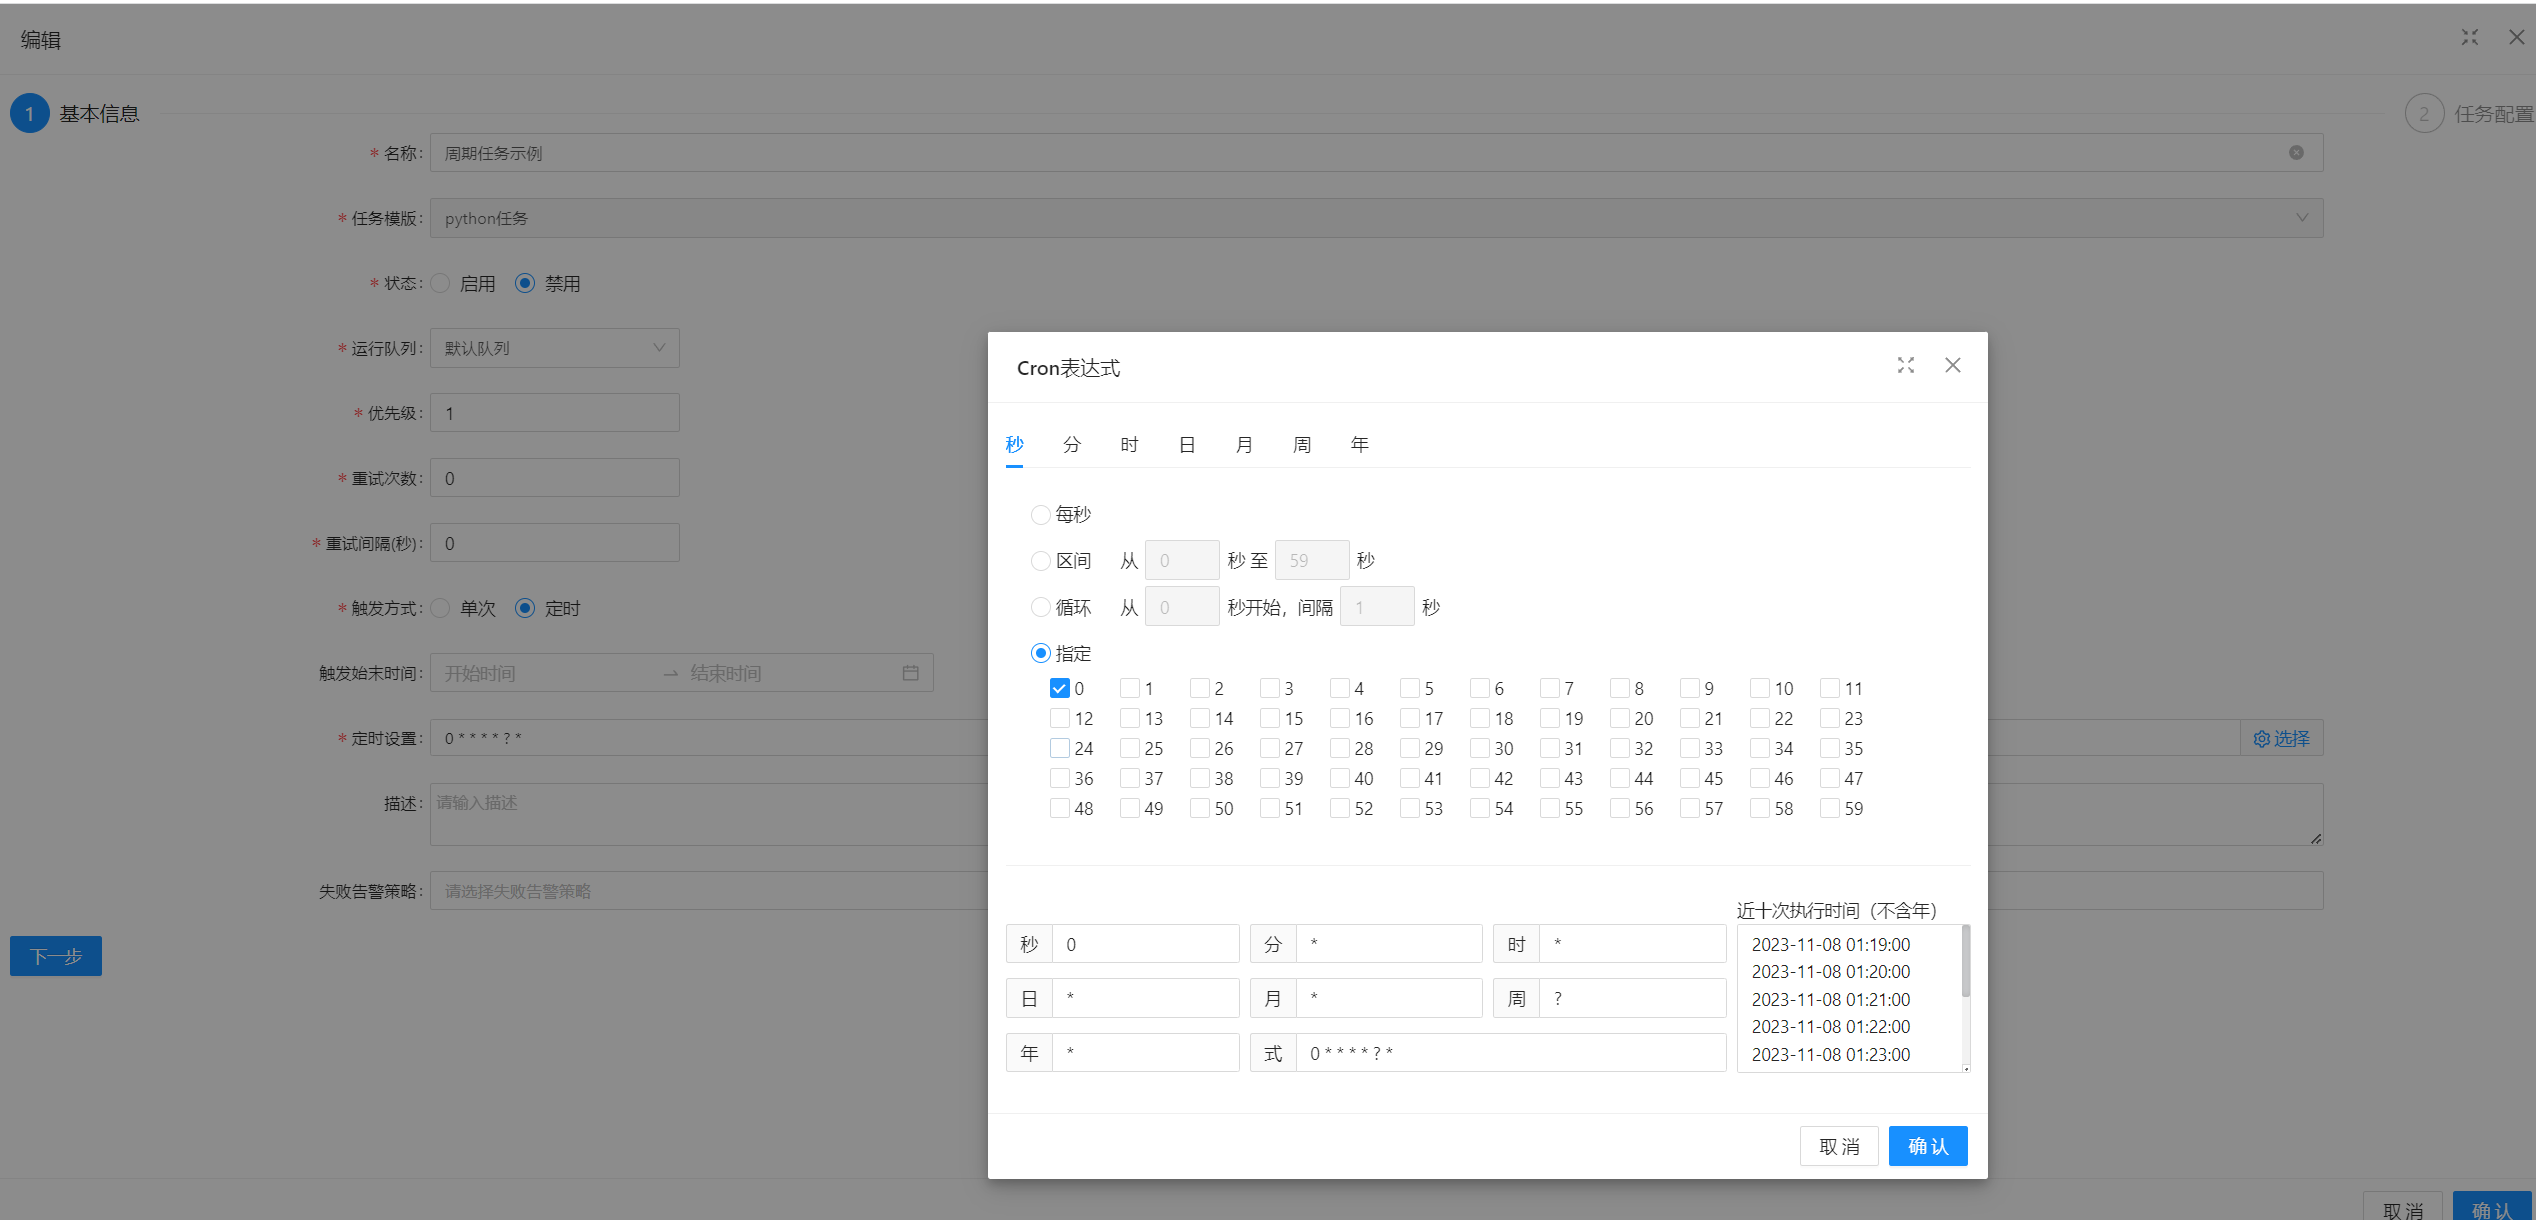 编辑
1 基本信息 2 任务配置
* 名称: 周期任务示例
* 任务模版: python任务
* 状态: 启用 禁用
* 运行队列: 默认队列
* 优先级: 1
* 重试次数: 0
* 重试间隔(秒): 0
* 触发方式: 单次 定时
触发始末时间: 开始时间 → 结束时间
* 定时设置: 0 * * * * ? * 选择
描述: 请输入描述
失败告警策略: 请选择失败告警策略
下一步
Cron表达式
秒 分 时 日 月 周 年
每秒
区间 从 0 秒 至 59 秒
循环 从 0 秒开始，间隔 1 秒
指定
0 1 2 3 4 5 6 7 8 9 10 11
12 13 14 15 16 17 18 19 20 21 22 23
24 25 26 27 28 29 30 31 32 33 34 35
36 37 38 39 40 41 42 43 44 45 46 47
48 49 50 51 52 53 54 55 56 57 58 59
秒 0 分 * 时 *
日 * 月 * 周 ?
年 * 式 0 * * * * ? *
近十次执行时间（不含年）
2023-11-08 01:19:00
2023-11-08 01:20:00
2023-11-08 01:21:00
2023-11-08 01:22:00
2023-11-08 01:23:00
取 消 确 认
取 消 确 认